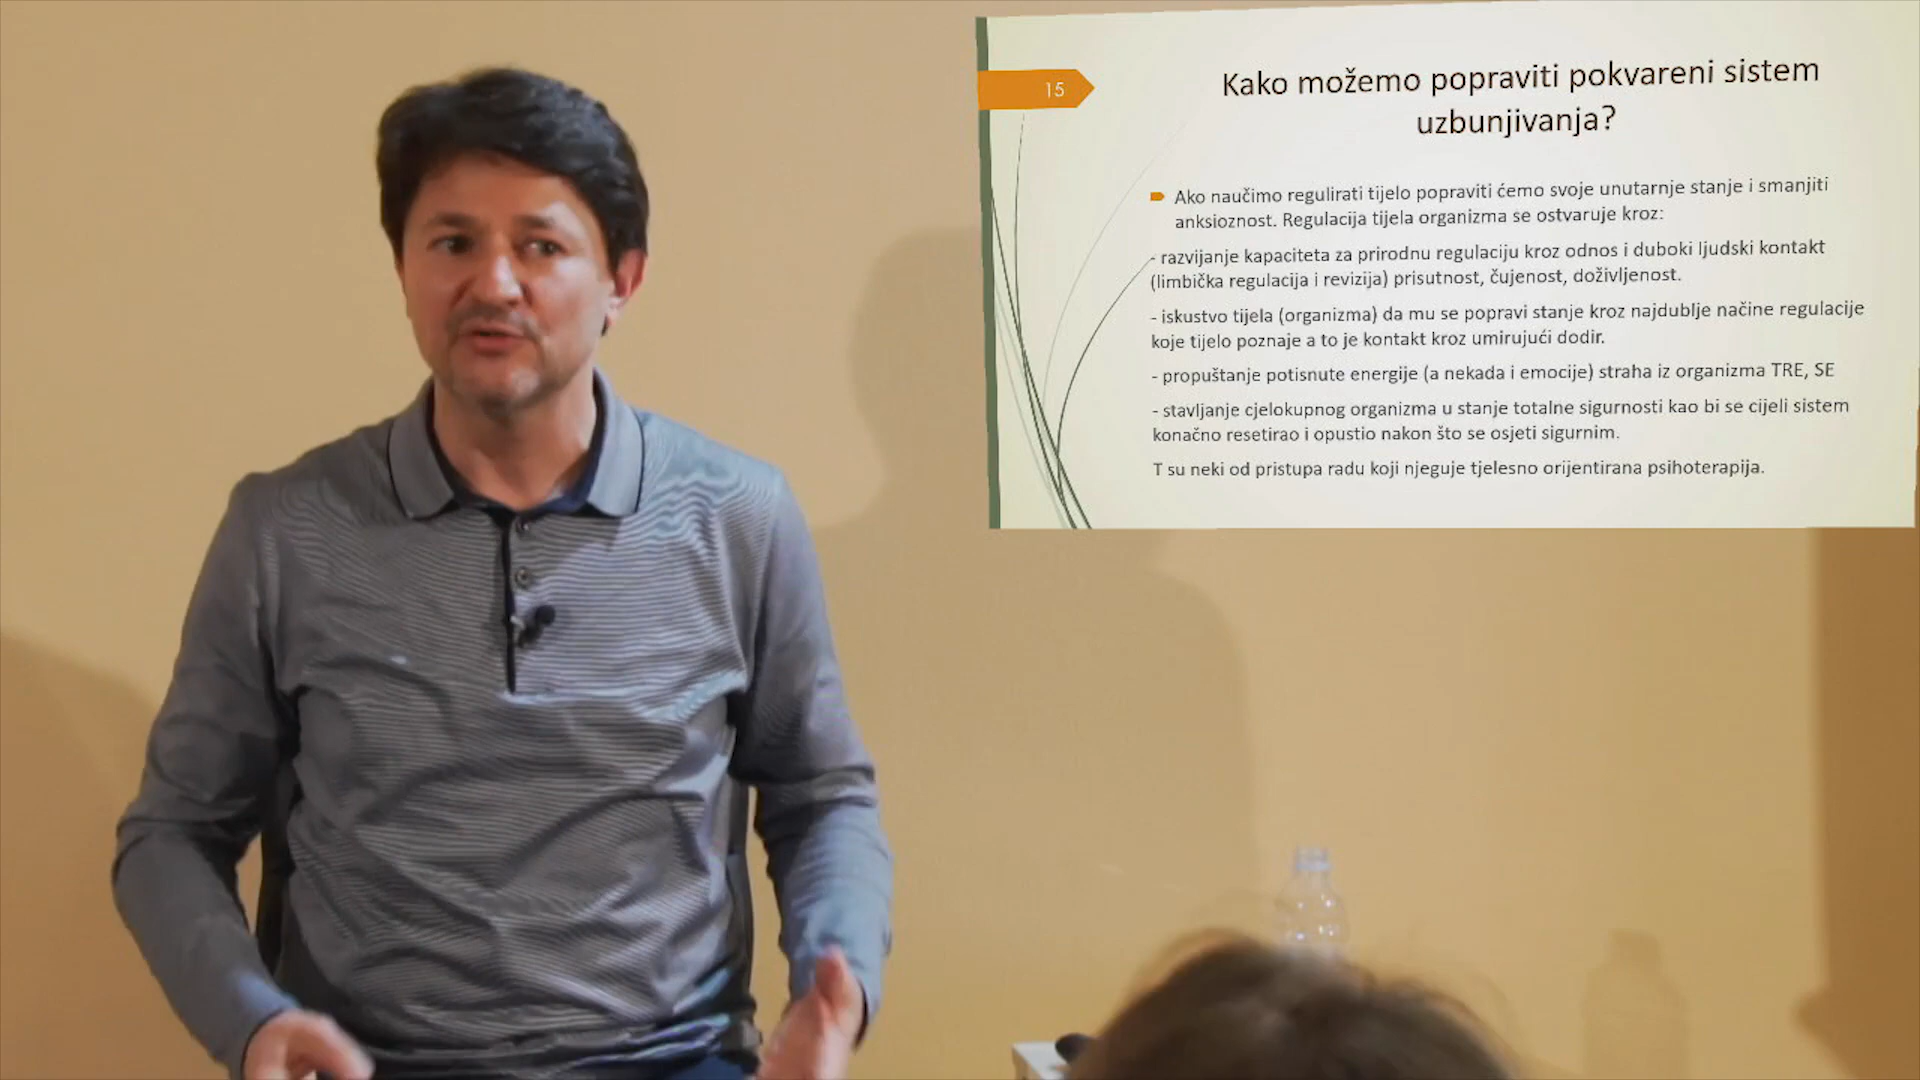 15
Kako možemo popraviti pokvareni sistem
uzbunjivanja?
Ako naučimo regulirati tijelo popraviti ćemo svoje unutarnje stanje i smanjiti
anksioznost. Regulacija tijela organizma se ostvaruje kroz:
- razvijanje kapaciteta za prirodnu regulaciju kroz odnos i duboki ljudski kontakt
(limbička regulacija i revizija) prisutnost, čujenost, doživljenost.
- iskustvo tijela (organizma) da mu se popravi stanje kroz najdublje načine regulacije
koje tijelo poznaje a to je kontakt kroz umirujući dodir.
- propuštanje potisnute energije (a nekada i emocije) straha iz organizma TRE, SE
- stavljanje cjelokupnog organizma u stanje totalne sigurnosti kao bi se cijeli sistem
konačno resetirao i opustio nakon što se osjeti sigurnim.
T su neki od pristupa radu koji njeguje tjelesno orijentirana psihoterapija.